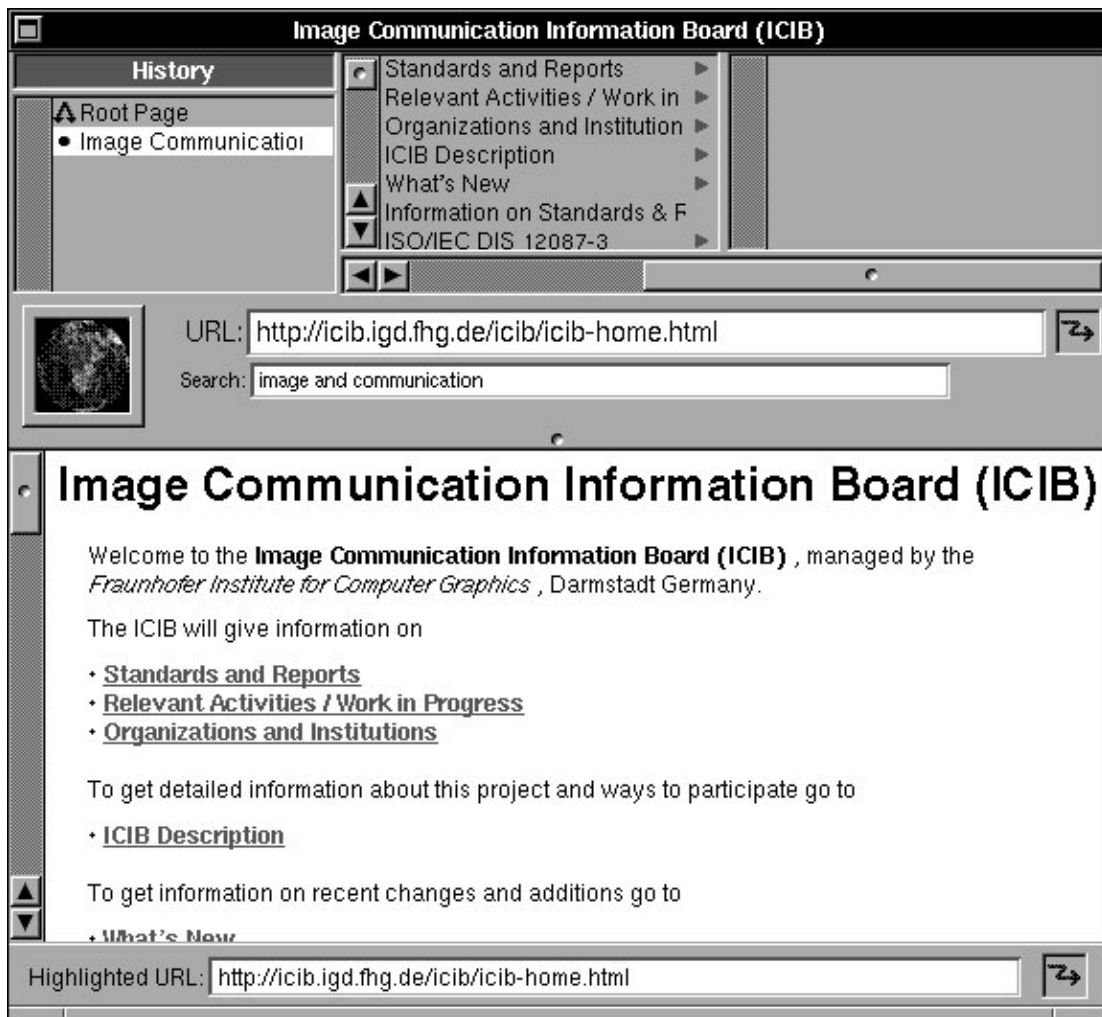 Image Communication Information Board (ICIB)
History
Root Page
Image Communication
Standards and Reports
Relevant Activities / Work in
Organizations and Institution
ICIB Description
What's New
Information on Standards & F
ISO/IEC DIS 12087-3
URL: http://icib.igd.fhg.de/icib/icib-home.html
Search: image and communication
Image Communication Information Board (ICIB)
Welcome to the Image Communication Information Board (ICIB) , managed by the
Fraunhofer Institute for Computer Graphics , Darmstadt Germany.
The ICIB will give information on
• Standards and Reports
• Relevant Activities / Work in Progress
• Organizations and Institutions
To get detailed information about this project and ways to participate go to
• ICIB Description
To get information on recent changes and additions go to
• What's New
Highlighted URL: http://icib.igd.fhg.de/icib/icib-home.html